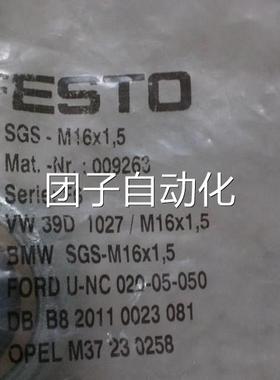 FESTO
SGS - M16x1,5
Mat.-Nr.: 009263
团子自动化
VW 39D 1027 / M16x1,5
BMW SGS-M16x1,5
FORD U-NC 020-05-050
DB B8 2011 0023 081
OPEL M37 23 0258